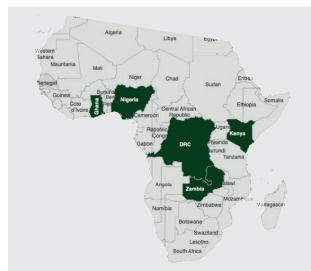 Algeria
Libya
Egypt
Western
Sahara
Mauritania
Mali
Niger
Chad
Sudan
Eritrea
Senegal
Guinea
Burkina
Cote
d'Ivoire
Ghana
Nigeria
Cameroon
Central African
Republic
Ethiopia
Somalia
Gabon
Republic
Congo
DRC
Uganda
Kenya
Rwanda
Burundi
Tanzania
Angola
Zambia
Malawi
Mozambique
Madagascar
Namibia
Zimbabwe
Botswana
Swaziland
Lesotho
South Africa